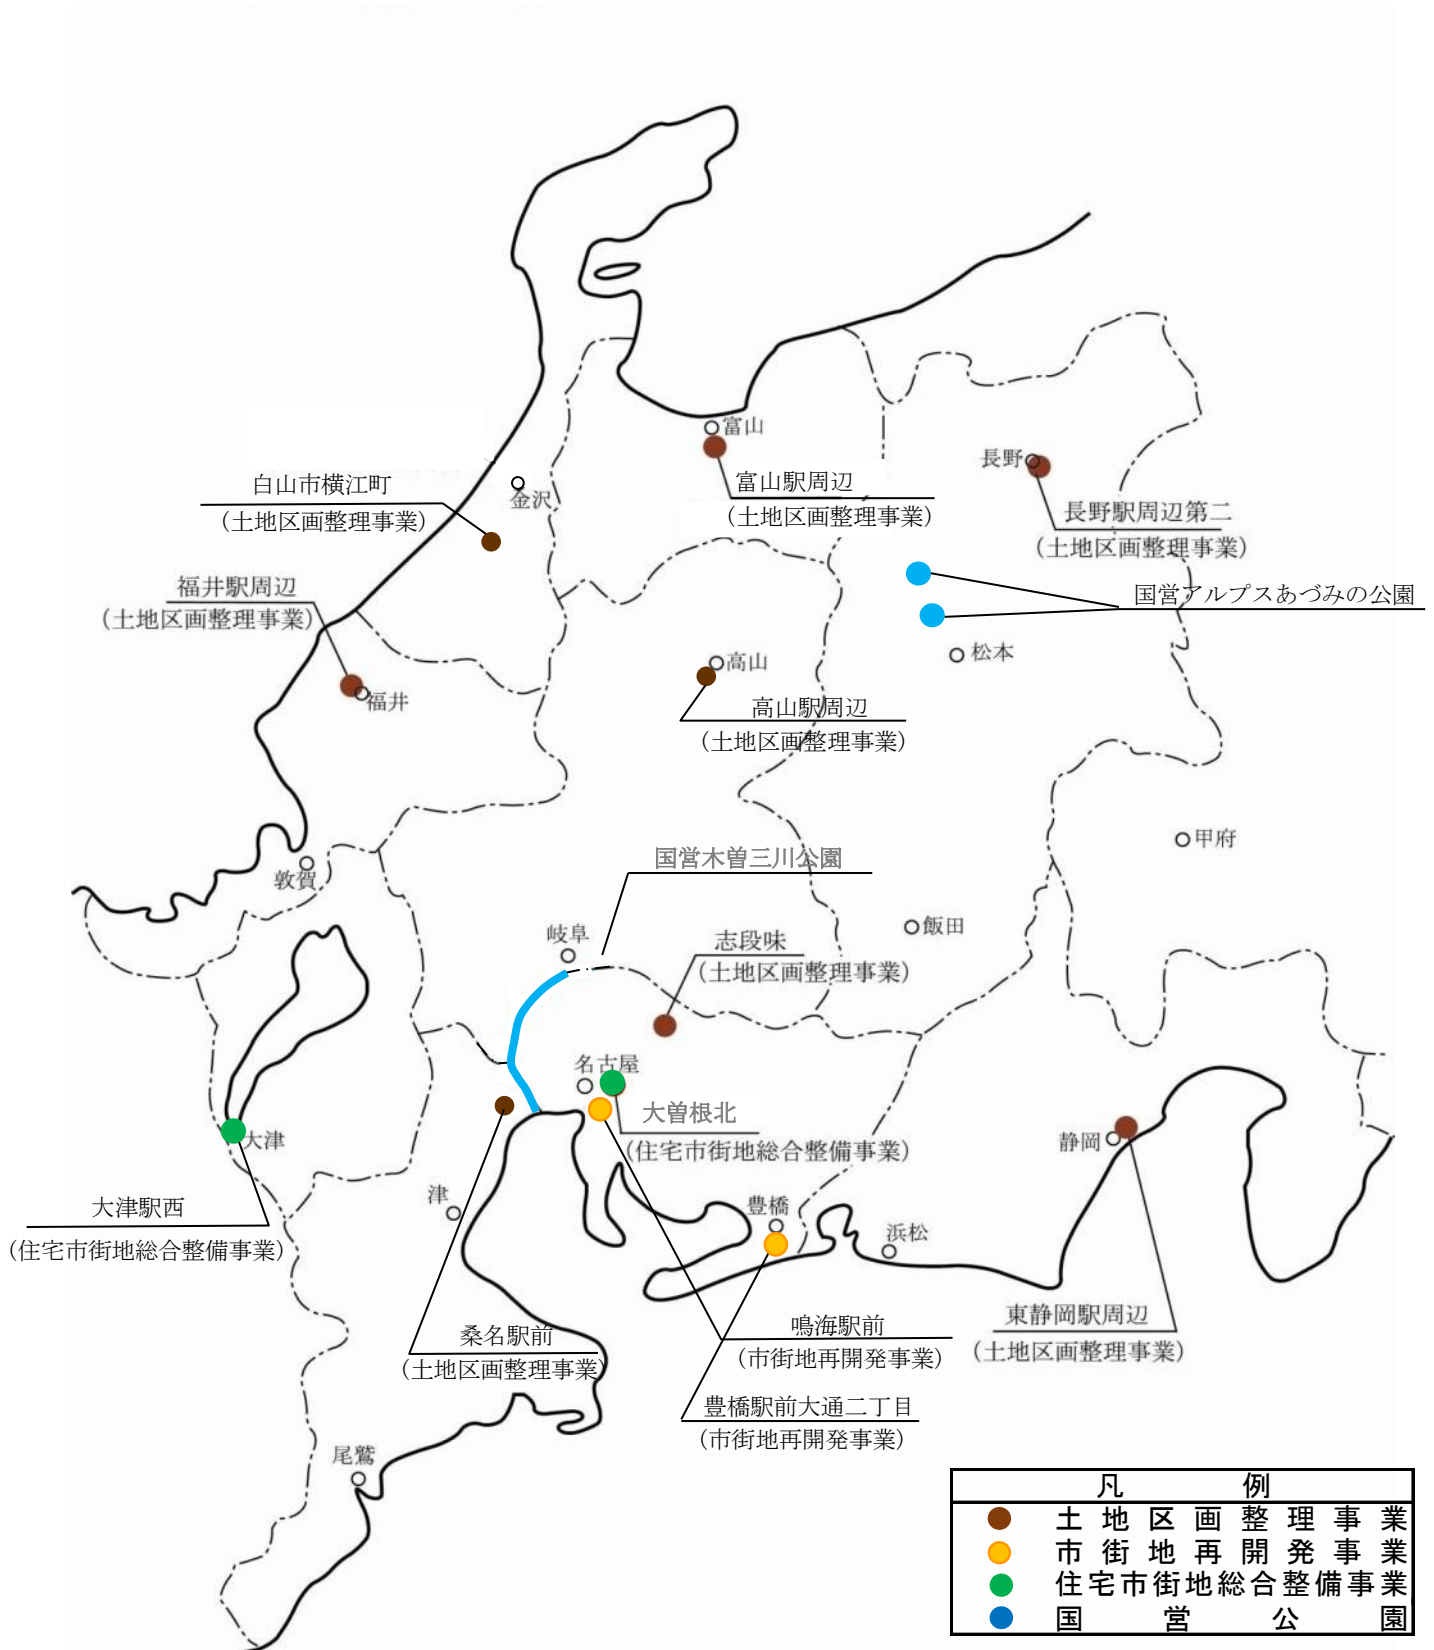 富山
富山駅周辺
(土地区画整理事業)
長野
長野駅周辺第二
(土地区画整理事業)
白山市横江町
(土地区画整理事業)
金沢
福井駅周辺
(土地区画整理事業)
福井
国営アルプスあづみの公園
松本
高山
高山駅周辺
(土地区画整理事業)
甲府
国営木曽三川公園
敦賀
飯田
岐阜
志段味
(土地区画整理事業)
名古屋
大曽根北
(住宅市街地総合整備事業)
大津
静岡
津
豊橋
浜松
大津駅西
(住宅市街地総合整備事業)
桑名駅前
(土地区画整理事業)
鳴海駅前
(市街地再開発事業)
東静岡駅周辺
(土地区画整理事業)
豊橋駅前大通二丁目
(市街地再開発事業)
尾鷲
凡例
土地区画整理事業
市街地再開発事業
住宅市街地総合整備事業
国営公園